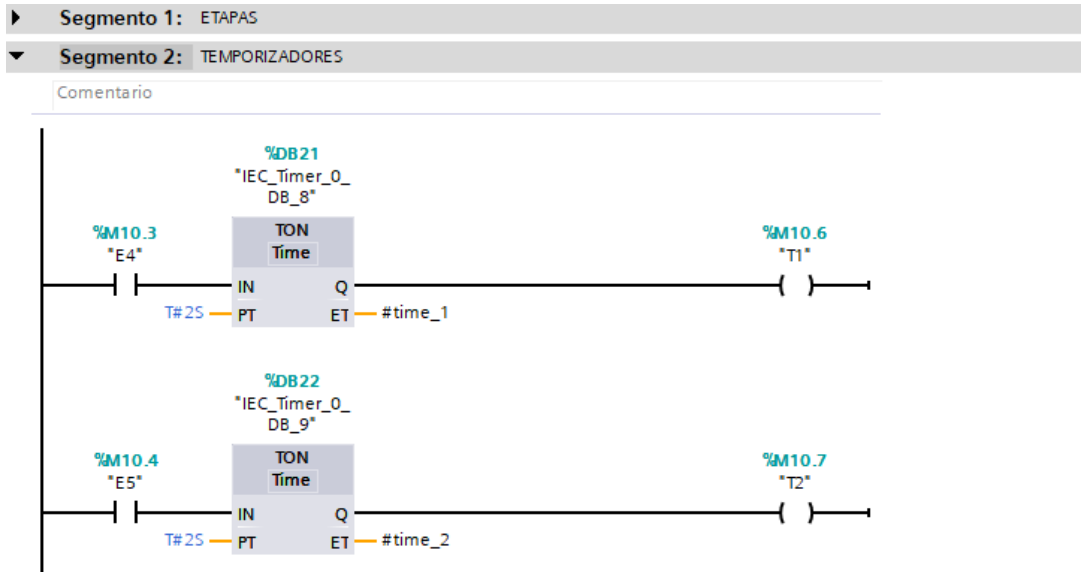 Segmento 1: ETAPAS
Segmento 2: TEMPORIZADORES
Comentario
%DB21
"IEC_Timer_0_
DB_8"
%M10.3
"E4"
TON
Time
%M10.6
"T1"
IN Q
T#2S PT ET #time_1
%DB22
"IEC_Timer_0_
DB_9"
%M10.4
"E5"
TON
Time
%M10.7
"T2"
IN Q
T#2S PT ET #time_2